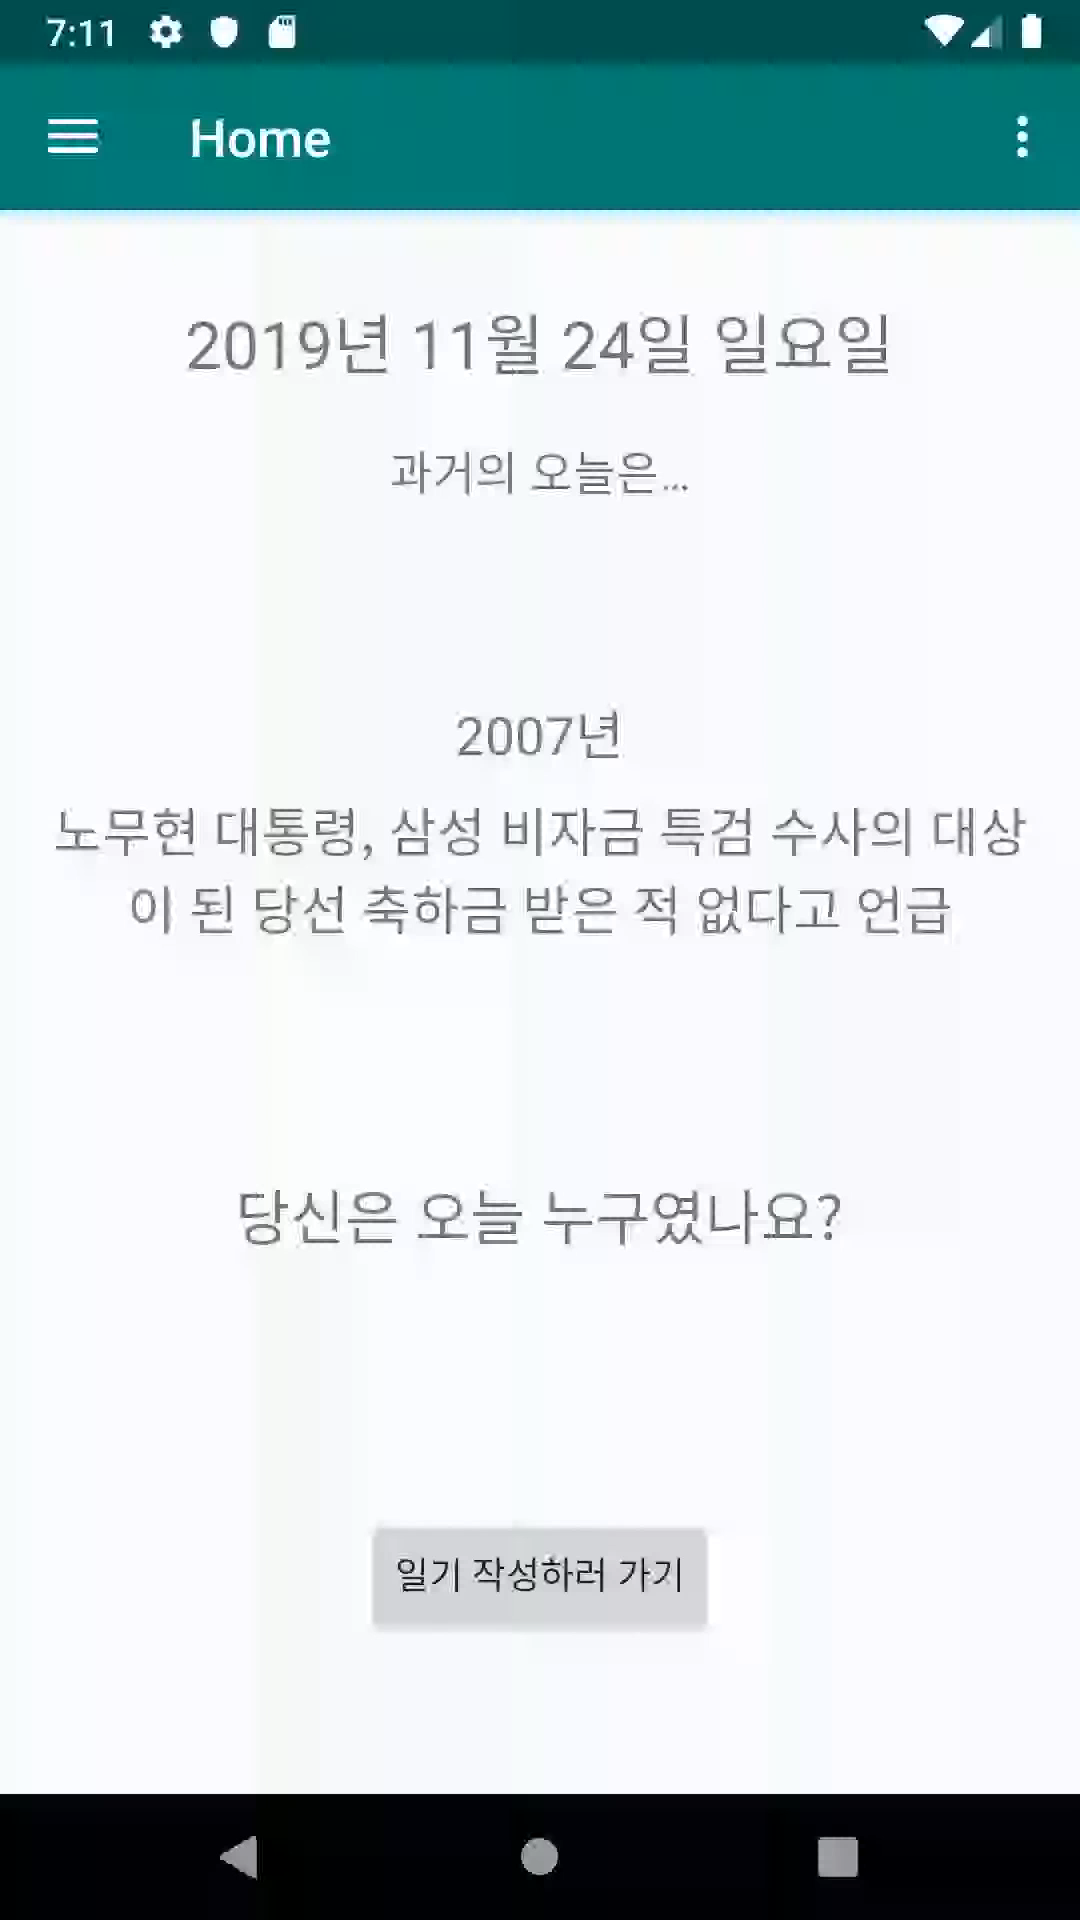 7:11
Home
2019년 11월 24일 일요일
과거의 오늘은...
2007년
노무현 대통령, 삼성 비자금 특검 수사의 대상
이 된 당선 축하금 받은 적 없다고 언급
당신은 오늘 누구였나요?
일기 작성하러 가기